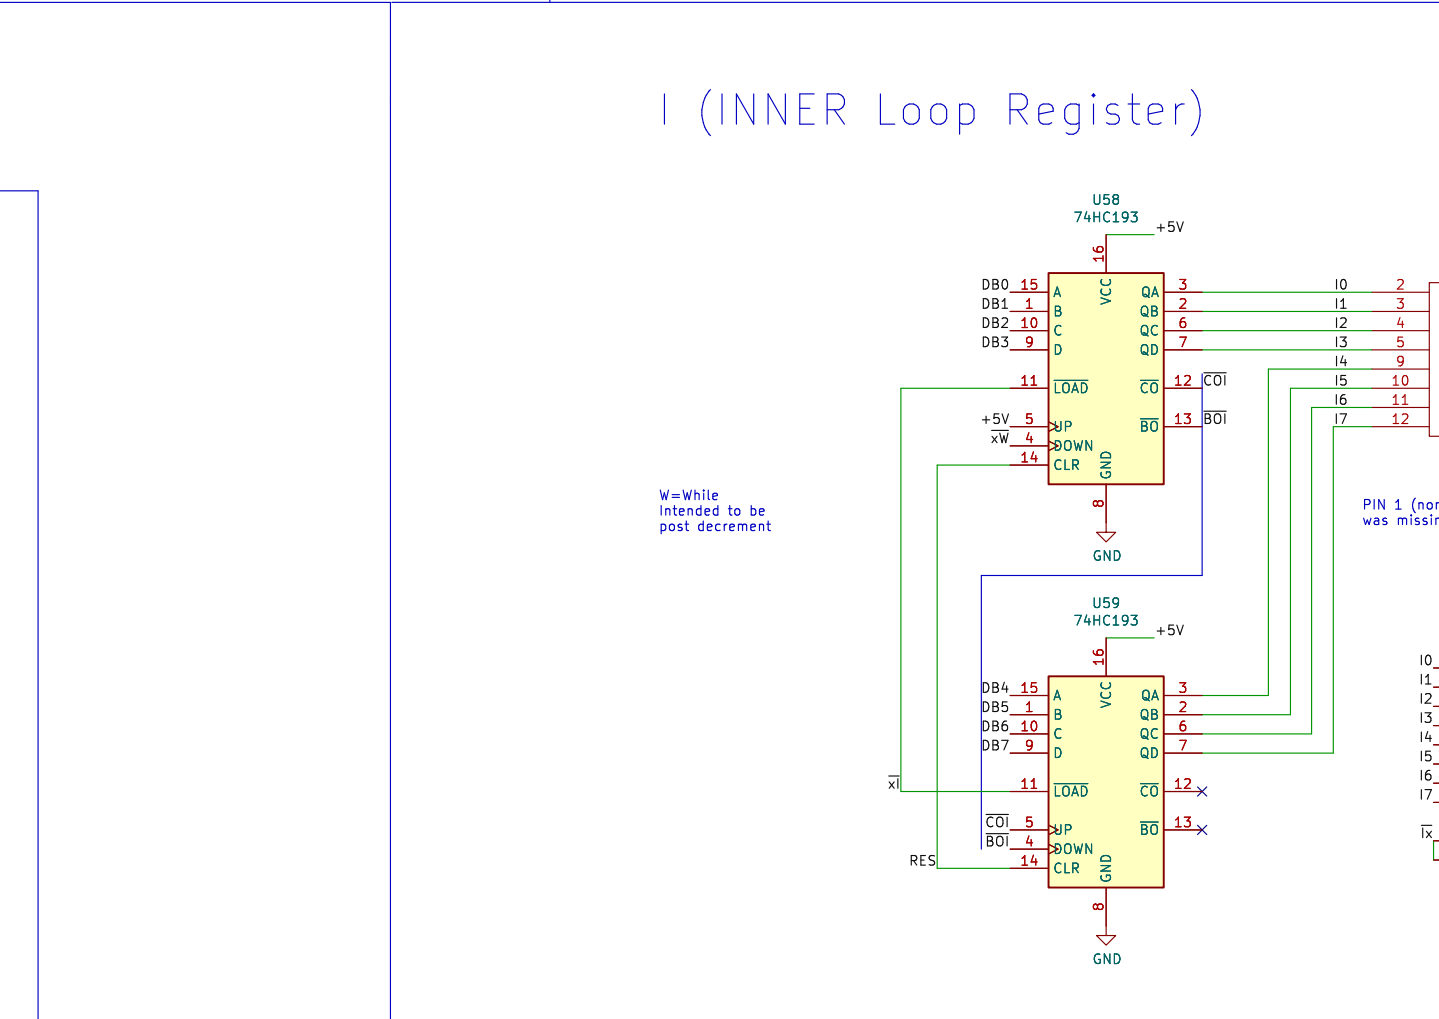 I (INNER Loop Register)
U58
74HC193
+5V
16
VCC
DB0 15 A QA 3 I0 2
DB1 1 B QB 2 I1 3
DB2 10 C QC 6 I2 4
DB3 9 D QD 7 I3 5
I4 9
11 LOAD CO 12 COI I5 10
I6 11
+5V 5 UP BO 13 BOI I7 12
xW 4 DOWN
14 CLR
GND
8
GND
W=While
Intended to be
post decrement
PIN 1 (nor
was missin
U59
74HC193
+5V
16
VCC
DB4 15 A QA 3
DB5 1 B QB 2
DB6 10 C QC 6
DB7 9 D QD 7
xI 11 LOAD CO 12
COI 5 UP BO 13
BOI 4 DOWN
RES 14 CLR
GND
8
GND
I0
I1
I2
I3
I4
I5
I6
I7
Ix